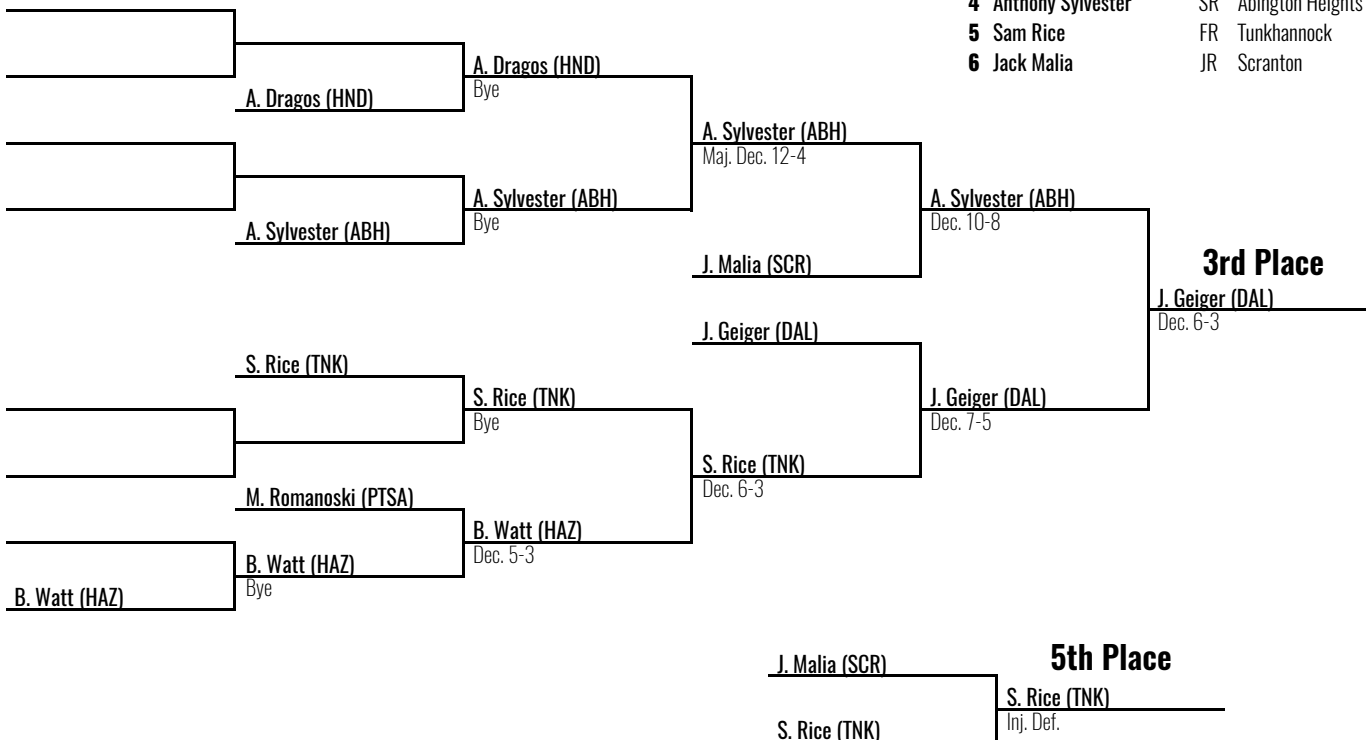 4 Anthony Sylvester SR Abington Heights
5 Sam Rice FR Tunkhannock
6 Jack Malia JR Scranton
A. Dragos (HND)
Bye
A. Dragos (HND)
A. Sylvester (ABH)
Maj. Dec. 12-4
A. Sylvester (ABH)
Bye
A. Sylvester (ABH)
Dec. 10-8
A. Sylvester (ABH)
J. Malia (SCR)
3rd Place
J. Geiger (DAL)
Dec. 6-3
J. Geiger (DAL)
S. Rice (TNK)
S. Rice (TNK)
Bye
J. Geiger (DAL)
Dec. 7-5
S. Rice (TNK)
Dec. 6-3
M. Romanoski (PTSA)
B. Watt (HAZ)
Dec. 5-3
B. Watt (HAZ)
Bye
B. Watt (HAZ)
5th Place
J. Malia (SCR)
S. Rice (TNK)
Inj. Def.
S. Rice (TNK)